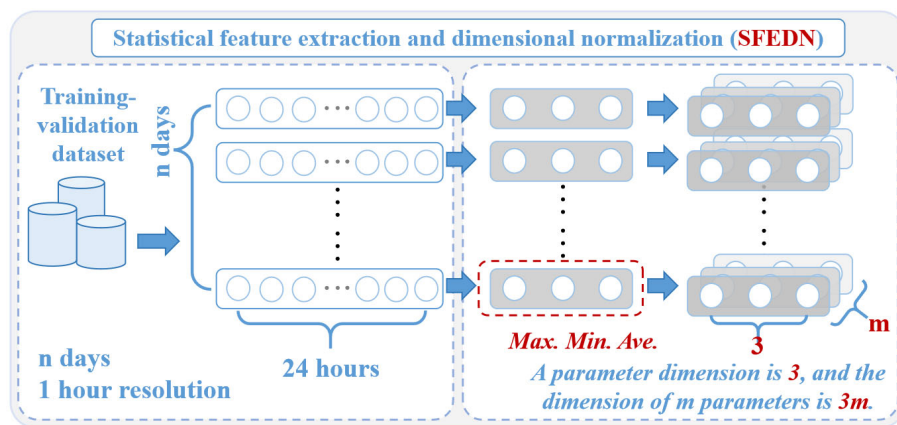 Statistical feature extraction and dimensional normalization (SFEDN)
Training-
validation
dataset
n days
n days
1 hour resolution
24 hours
Max. Min. Ave.
3
m
A parameter dimension is 3, and the
dimension of m parameters is 3m.